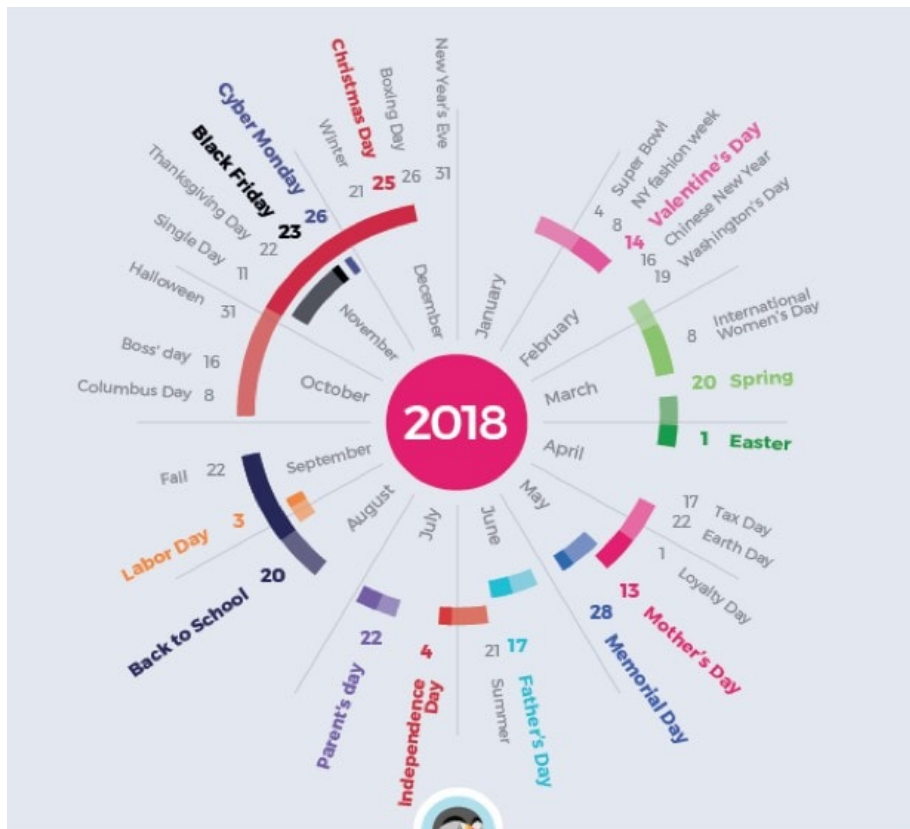 2018
January
February
4 Super Bowl
8 NY fashion week
14 Valentine's Day
16 Chinese New Year
19 Washington's Day
March
8 International
Women's Day
20 Spring
April
1 Easter
17 Tax Day
22 Earth Day
May
1 Loyalty Day
13 Mother's Day
28 Memorial Day
June
17 Father's Day
21 Summer
July
4 Independence
Day
22 Parent's day
August
20 Back to School
September
3 Labor Day
22 Fall
October
8 Columbus Day
16 Boss' day
31 Halloween
November
11 Single Day
22 Thanksgiving Day
23 Black Friday
26 Cyber Monday
December
21 Winter
25 Christmas Day
26 Boxing Day
31 New Year's Eve